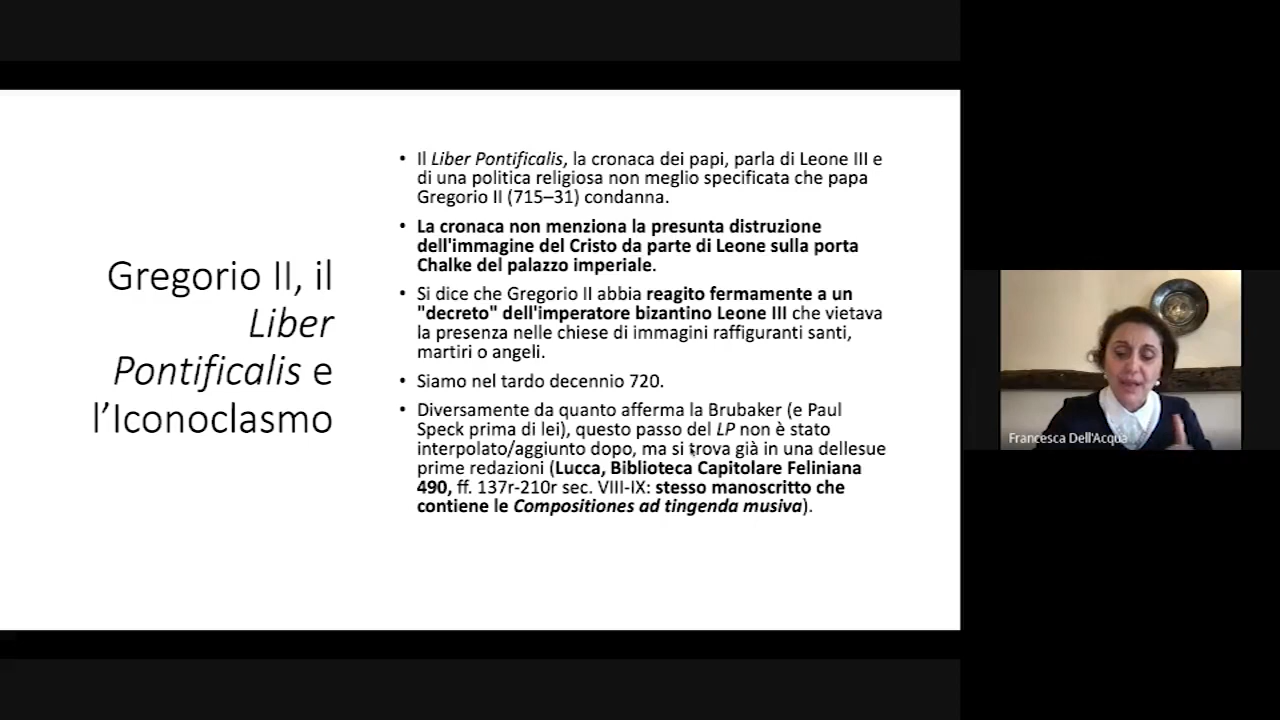 Gregorio II, il
Liber
Pontificalis e
l’Iconoclasmo
• Il Liber Pontificalis, la cronaca dei papi, parla di Leone III e
di una politica religiosa non meglio specificata che papa
Gregorio II (715–31) condanna.
• La cronaca non menziona la presunta distruzione
dell'immagine del Cristo da parte di Leone sulla porta
Chalke del palazzo imperiale.
• Si dice che Gregorio II abbia reagito fermamente a un
"decreto" dell'imperatore bizantino Leone III che vietava
la presenza nelle chiese di immagini raffiguranti santi,
martiri o angeli.
• Siamo nel tardo decennio 720.
• Diversamente da quanto afferma la Brubaker (e Paul
Speck prima di lei), questo passo del LP non è stato
interpolato/aggiunto dopo, ma si trova già in una dellesue
prime redazioni (Lucca, Biblioteca Capitolare Feliniana
490, ff. 137r-210r sec. VIII-IX: stesso manoscritto che
contiene le Compositiones ad tingenda musiva).
Francesca Dell'Acqua